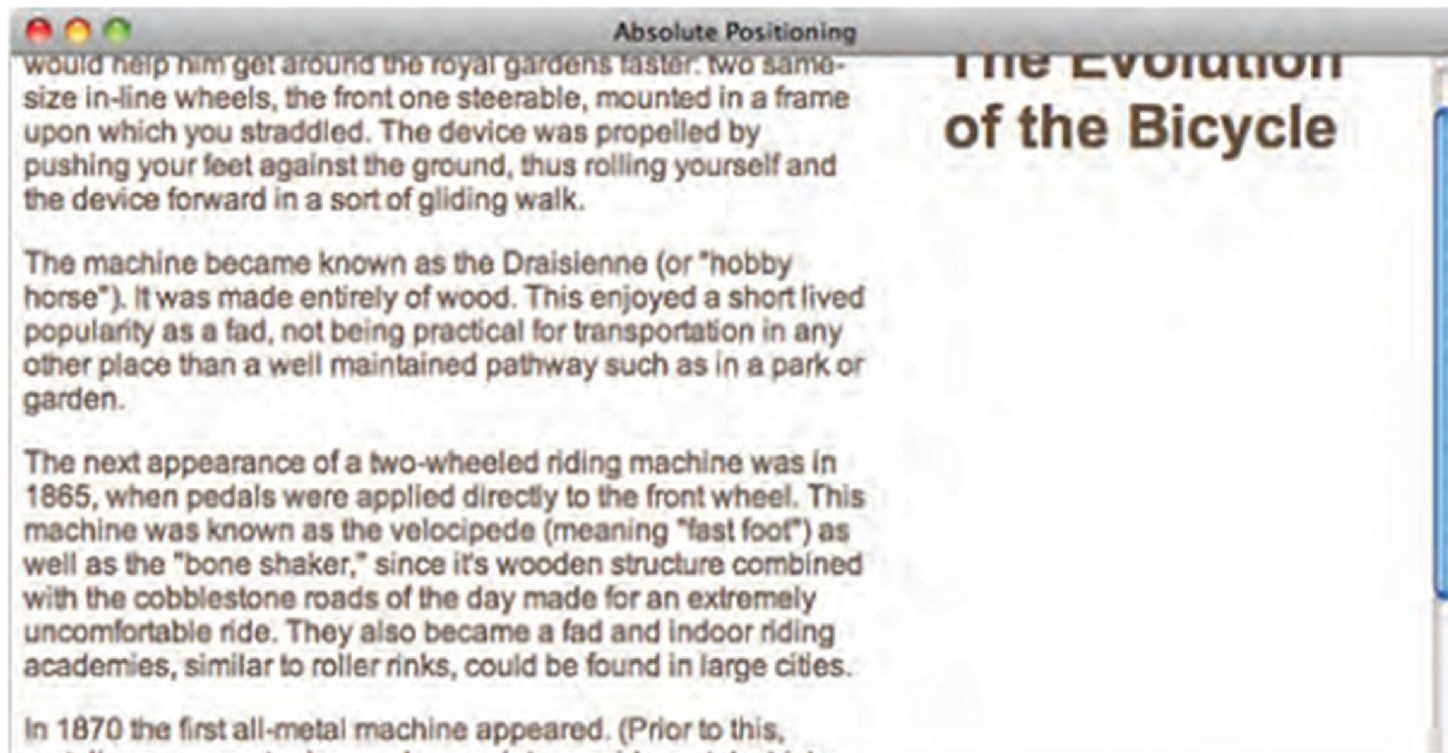 Absolute Positioning
would help him get around the royal gardens faster: two same-
size in-line wheels, the front one steerable, mounted in a frame
upon which you straddled. The device was propelled by
pushing your feet against the ground, thus rolling yourself and
the device forward in a sort of gliding walk.
The machine became known as the Draisienne (or "hobby
horse"). It was made entirely of wood. This enjoyed a short lived
popularity as a fad, not being practical for transportation in any
other place than a well maintained pathway such as in a park or
garden.
The next appearance of a two-wheeled riding machine was in
1865, when pedals were applied directly to the front wheel. This
machine was known as the velocipede (meaning "fast foot") as
well as the "bone shaker," since it's wooden structure combined
with the cobblestone roads of the day made for an extremely
uncomfortable ride. They also became a fad and indoor riding
academies, similar to roller rinks, could be found in large cities.
In 1870 the first all-metal machine appeared. (Prior to this,
The Evolution
of the Bicycle